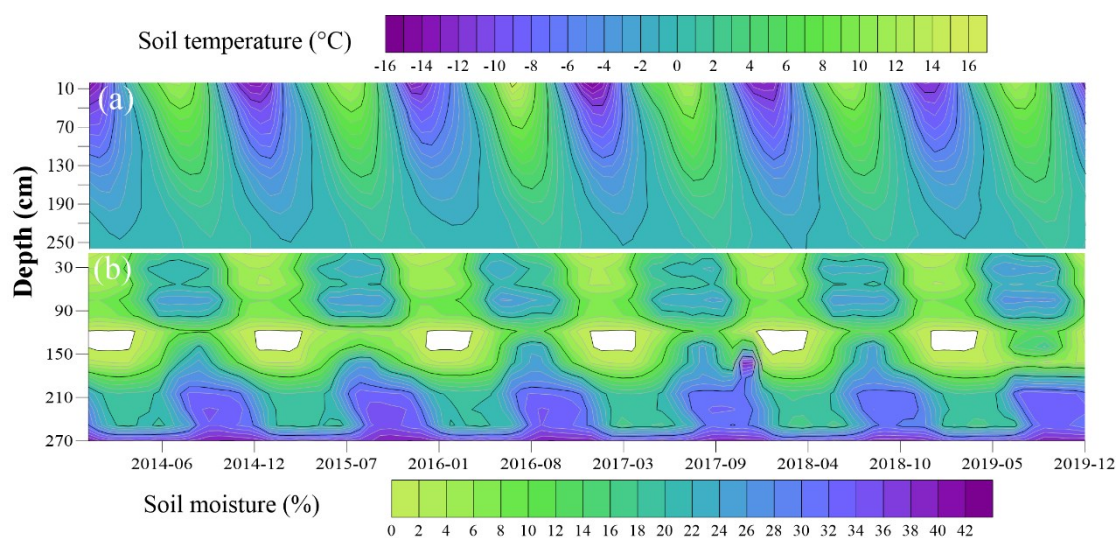 Soil temperature (°C)
-16 -14 -12 -10 -8 -6 -4 -2 0 2 4 6 8 10 12 14 16
(a)
10
70
130
190
250
Depth (cm)
(b)
30
90
150
210
270
2014-06 2014-12 2015-07 2016-01 2016-08 2017-03 2017-09 2018-04 2018-10 2019-05 2019-12
Soil moisture (%)
0 2 4 6 8 10 12 14 16 18 20 22 24 26 28 30 32 34 36 38 40 42